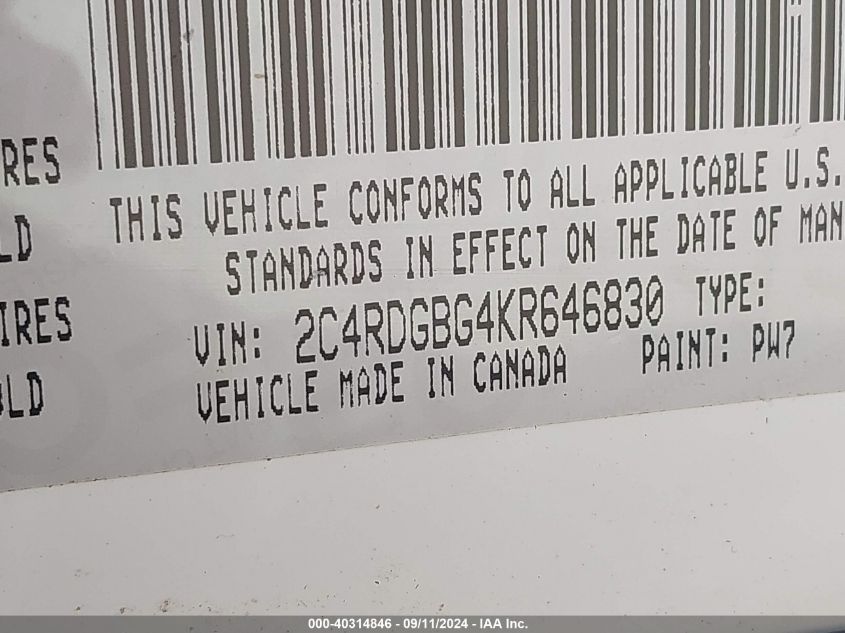 RES
LD
THIS VEHICLE CONFORMS TO ALL APPLICABLE U.S.
STANDARDS IN EFFECT ON THE DATE OF MAN
IRES
VIN: 2C4RDGBG4KR646830 TYPE:
OLD
VEHICLE MADE IN CANADA PAINT: PW7
000-40314846 - 09/11/2024 - IAA Inc.